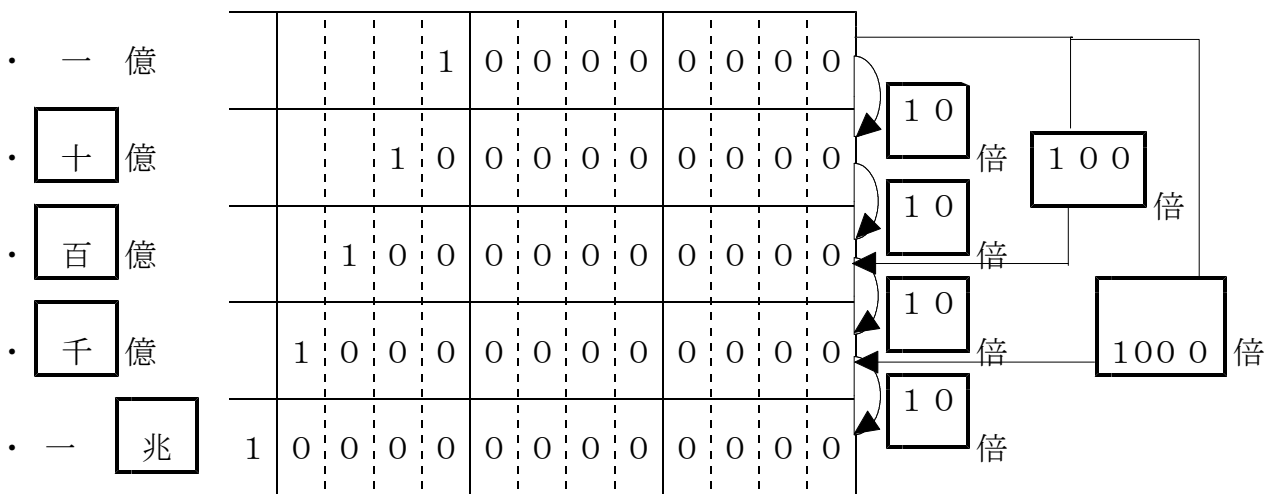 ・ 一 億 1 0 0 0 0 0 0 0 0
10 倍
・ 十 億 1 0 0 0 0 0 0 0 0 0
100 倍
10 倍
・ 百 億 1 0 0 0 0 0 0 0 0 0 0
10 倍
・ 千 億 1 0 0 0 0 0 0 0 0 0 0 0
1000 倍
10 倍
・ 一 兆 1 0 0 0 0 0 0 0 0 0 0 0 0